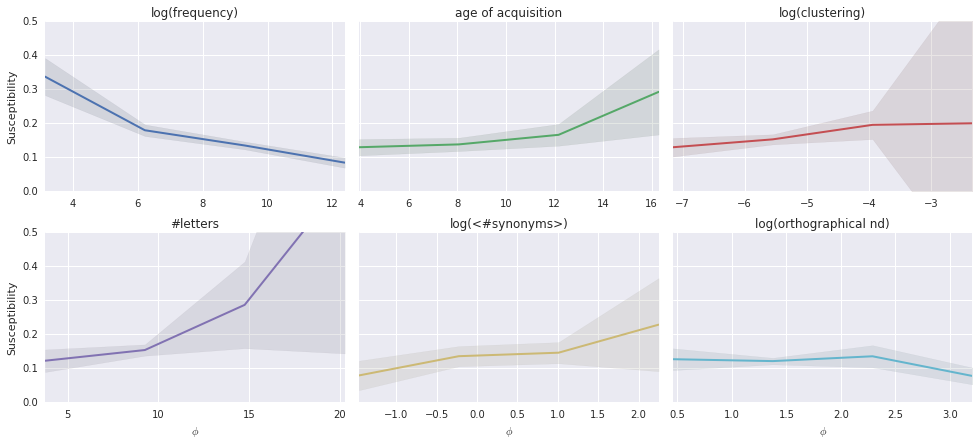 log(frequency)
age of acquisition
log(clustering)
Susceptibility
0.5
0.4
0.3
0.2
0.1
0.0
4 6 8 10 12
4 6 8 10 12 14 16
−7 −6 −5 −4 −3
#letters
log(<#synonyms>)
log(orthographical nd)
Susceptibility
0.5
0.4
0.3
0.2
0.1
0.0
5 10 15 20
−1.0 −0.5 0.0 0.5 1.0 1.5 2.0
0.5 1.0 1.5 2.0 2.5 3.0
ϕ ϕ ϕ